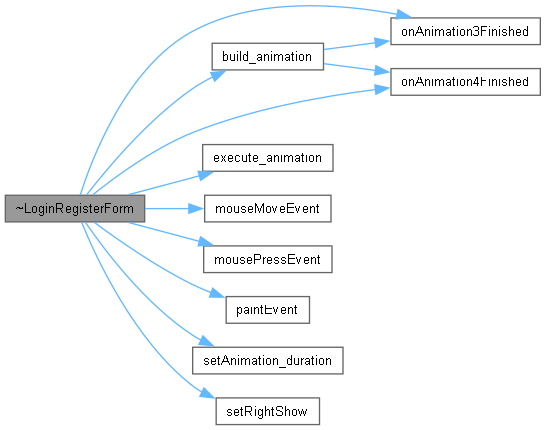 onAnimation3Finished
build_animation
onAnimation4Finished
execute_animation
~LoginRegisterForm
mouseMoveEvent
mousePressEvent
paintEvent
setAnimation_duration
setRightShow